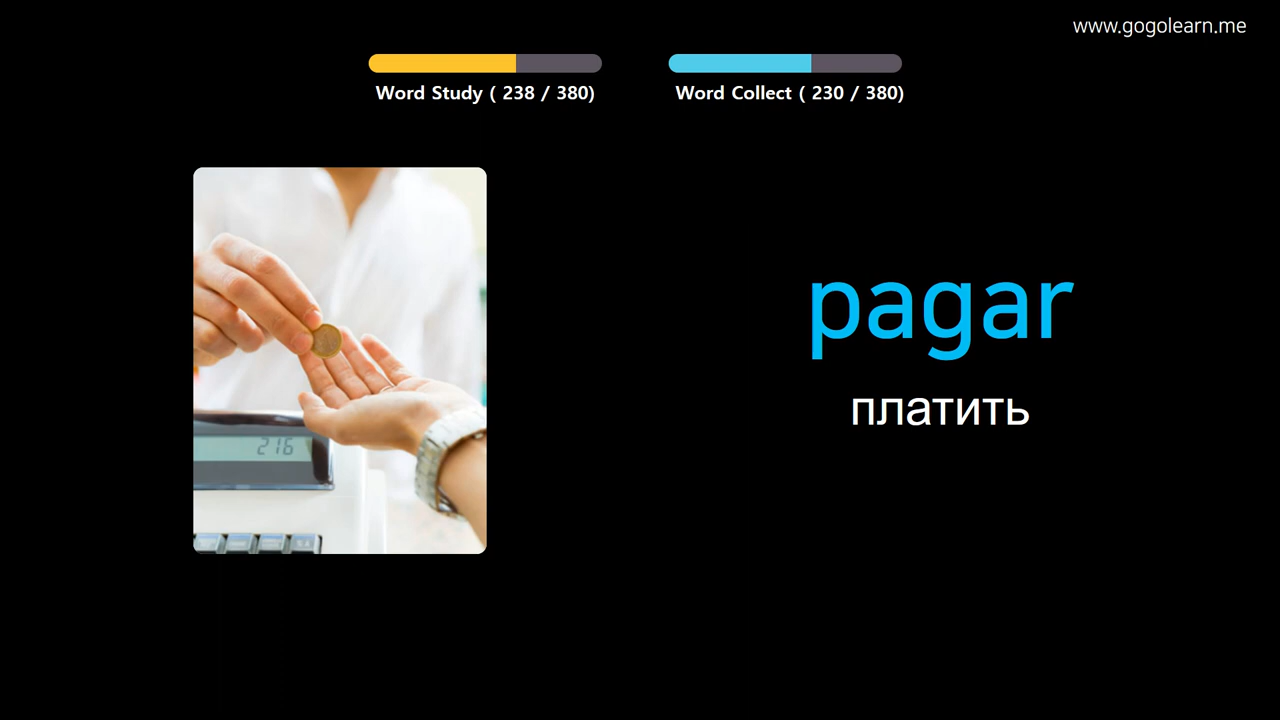 www.gogolearn.me
Word Study ( 238 / 380)
Word Collect ( 230 / 380)
pagar
платить
216